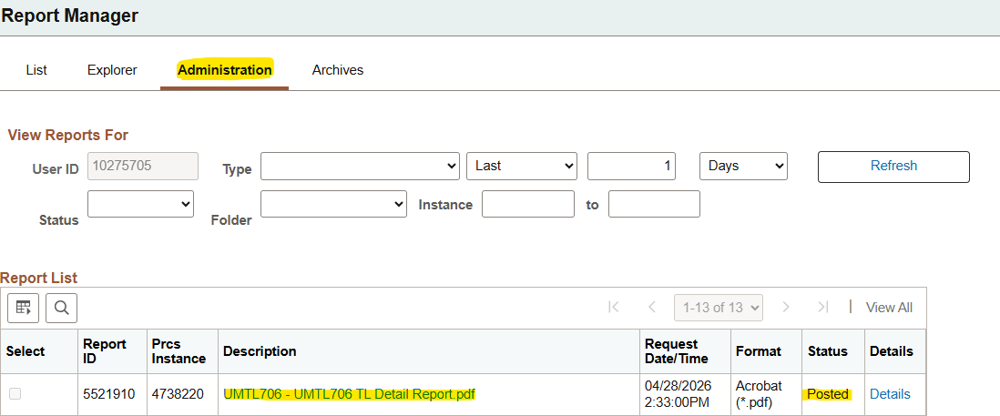 Report Manager
List Explorer Administration Archives
View Reports For
User ID 10275705 Type Last 1 Days Refresh
Status Folder Instance to
Report List
1-13 of 13 View All
Select Report ID Prcs Instance Description Request Date/Time Format Status Details
5521910 4738220 UMTL706 - UMTL706 TL Detail Report.pdf 04/28/2026 2:33:00PM Acrobat (*.pdf) Posted Details